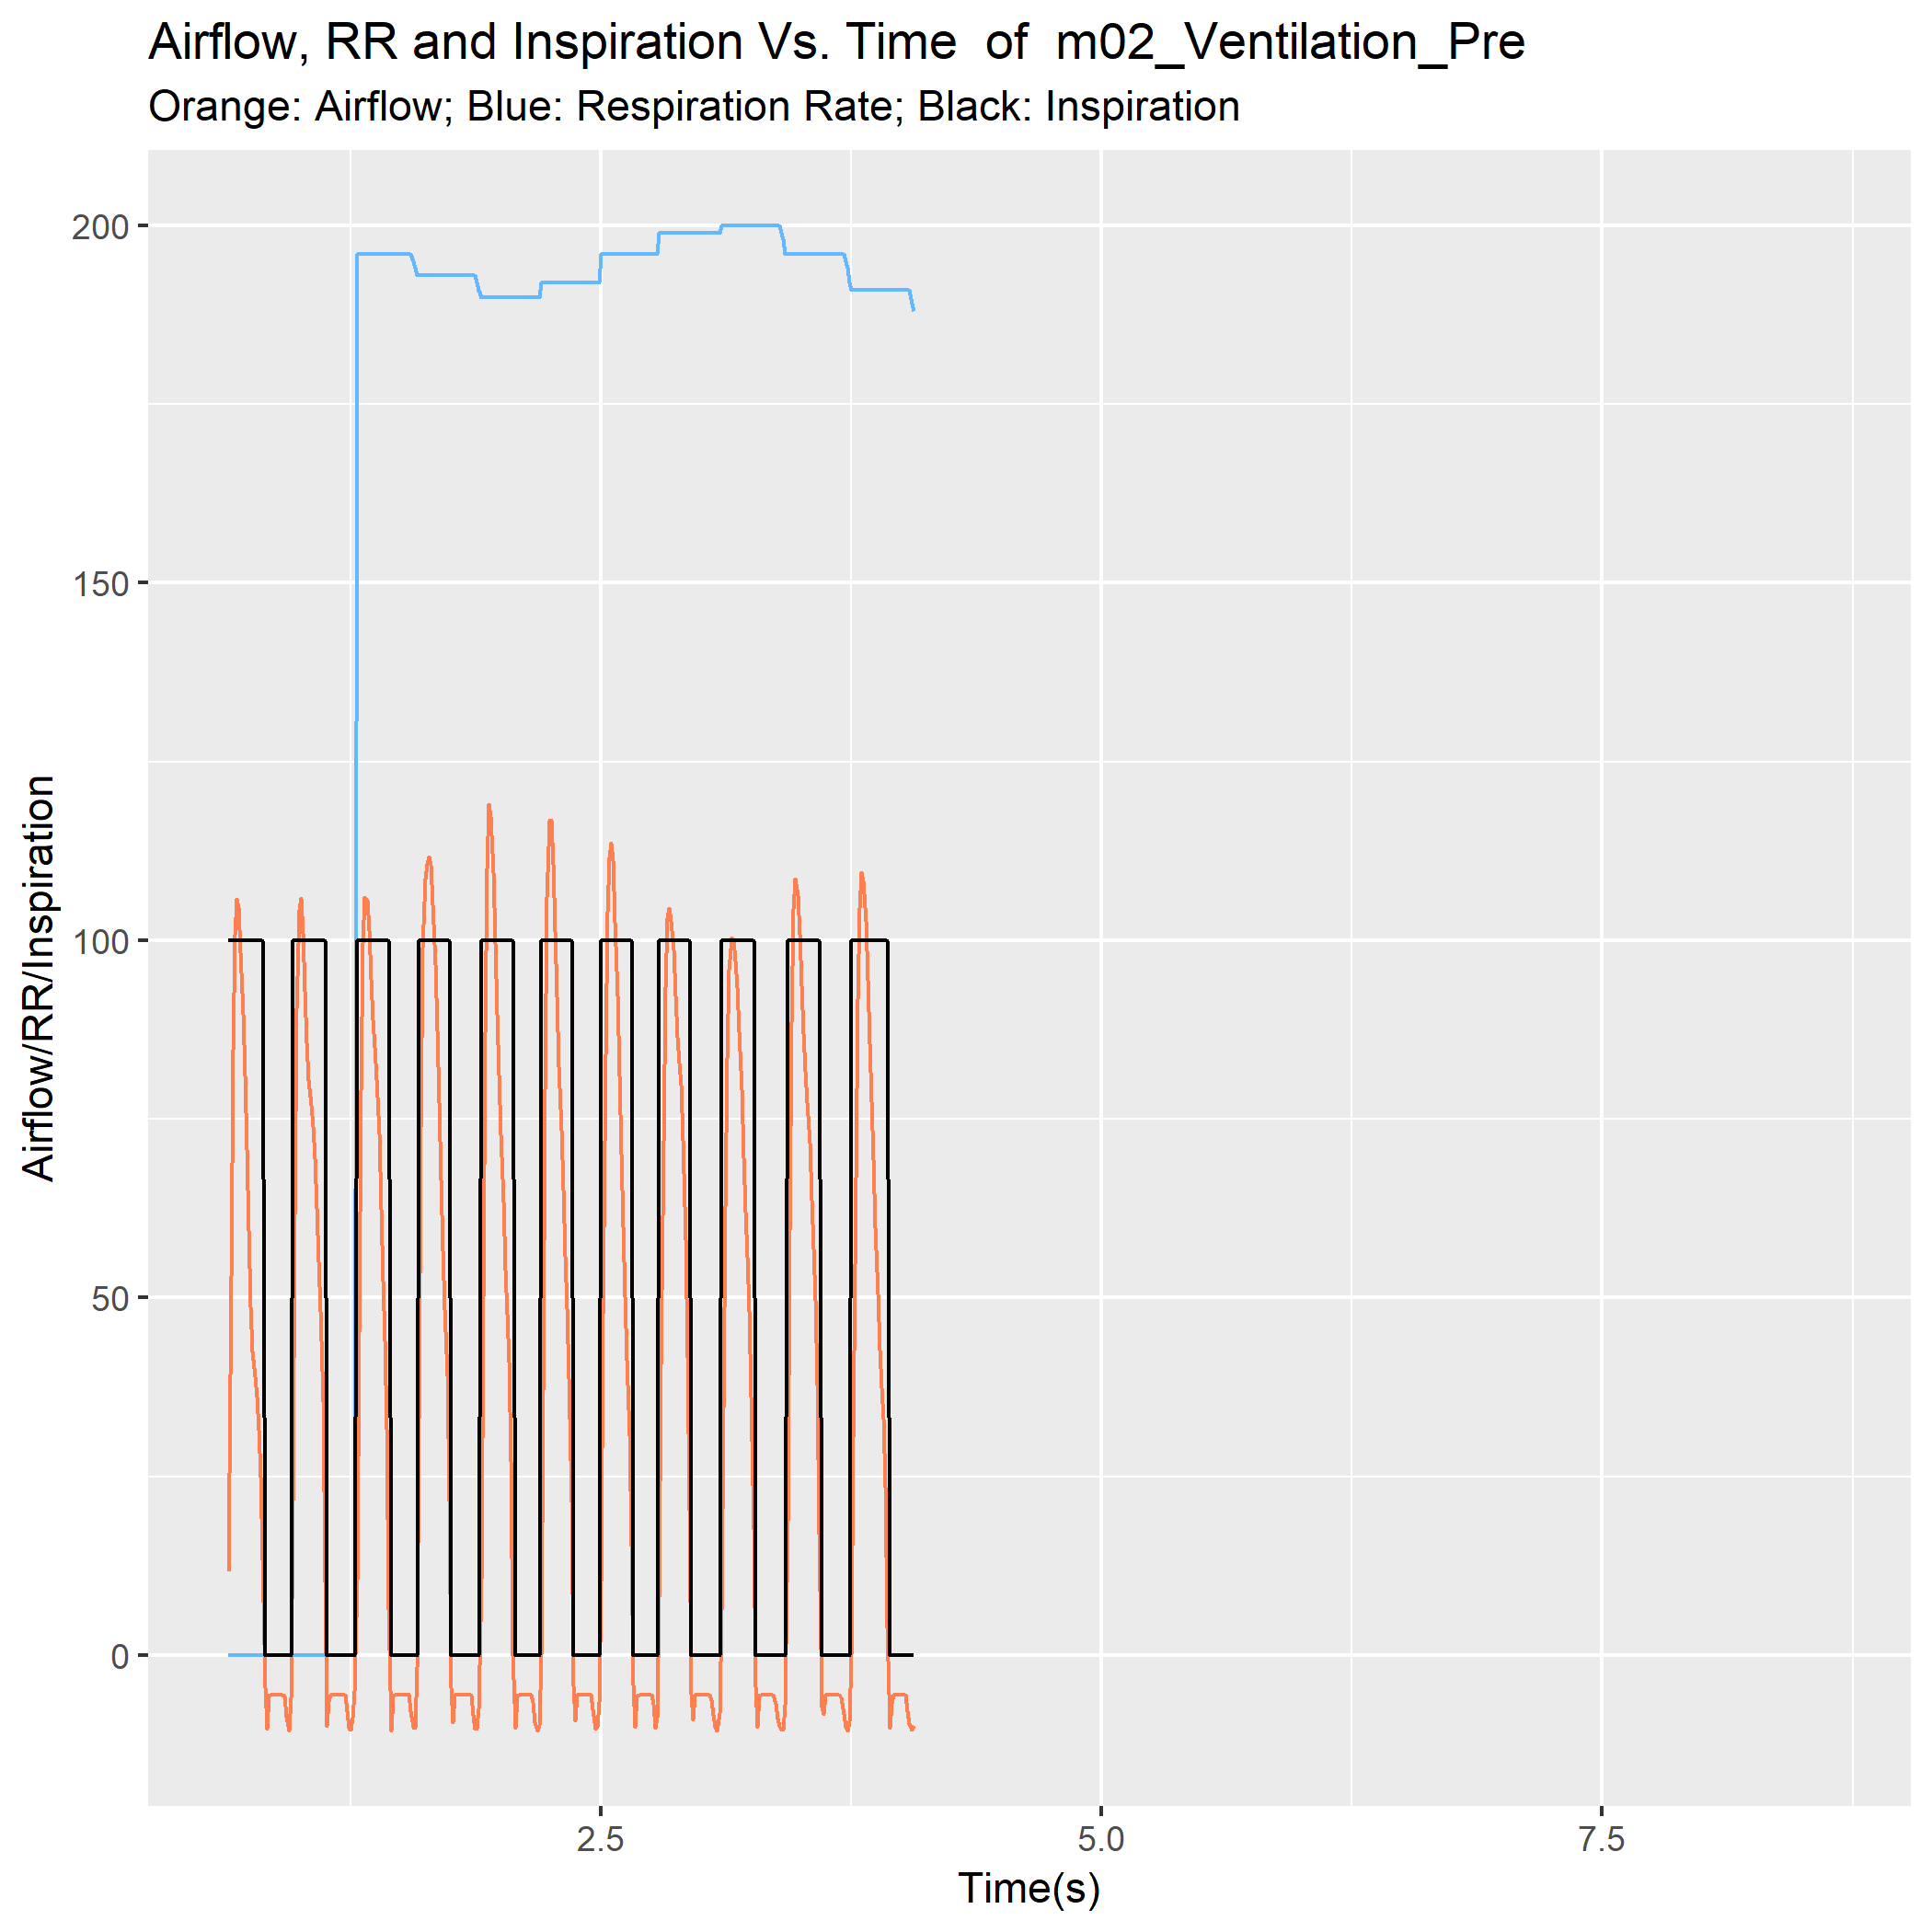 Airflow, RR and Inspiration Vs. Time  of  m02_Ventilation_Pre
Orange: Airflow; Blue: Respiration Rate; Black: Inspiration
200
150
100
50
0
Airflow/RR/Inspiration
2.5 5.0 7.5
Time(s)